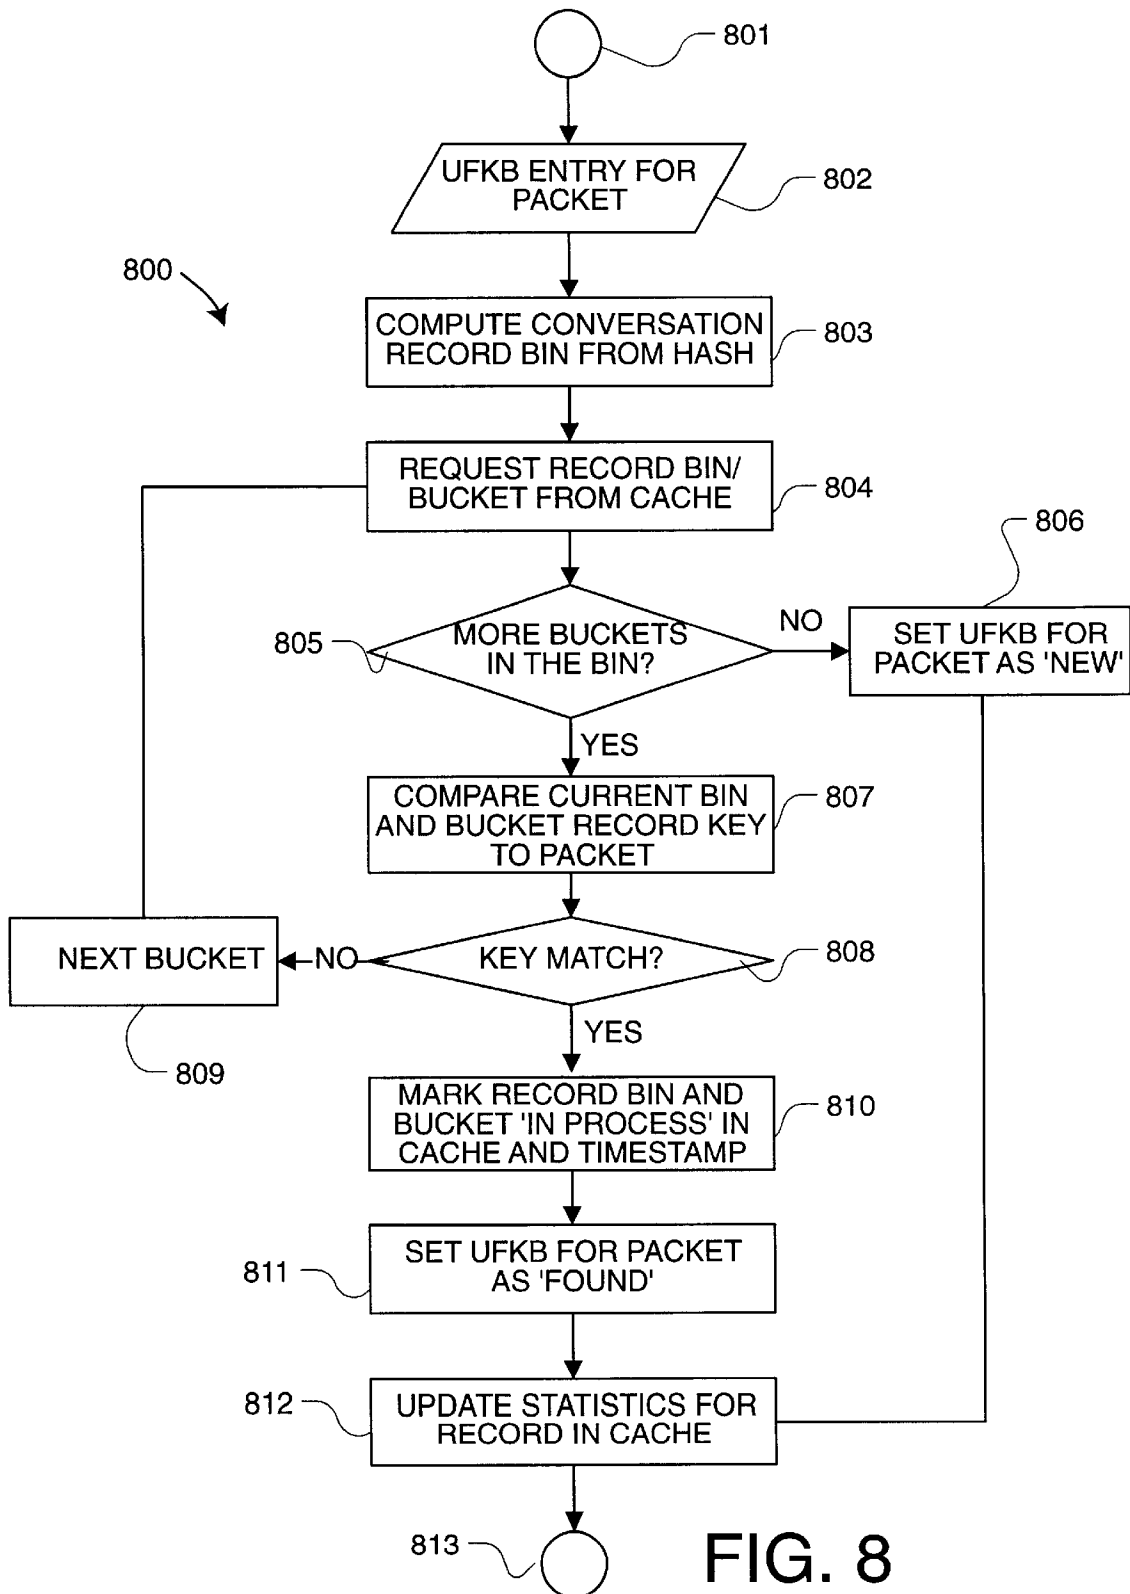 801
UFKB ENTRY FOR
PACKET
802
800
COMPUTE CONVERSATION
RECORD BIN FROM HASH
803
REQUEST RECORD BIN/
BUCKET FROM CACHE
804
806
805
MORE BUCKETS
IN THE BIN?
NO
SET UFKB FOR
PACKET AS 'NEW'
YES
COMPARE CURRENT BIN
AND BUCKET RECORD KEY
TO PACKET
807
NEXT BUCKET
NO
KEY MATCH?
808
YES
809
MARK RECORD BIN AND
BUCKET 'IN PROCESS' IN
CACHE AND TIMESTAMP
810
SET UFKB FOR PACKET
AS 'FOUND'
811
812
UPDATE STATISTICS FOR
RECORD IN CACHE
813
FIG. 8